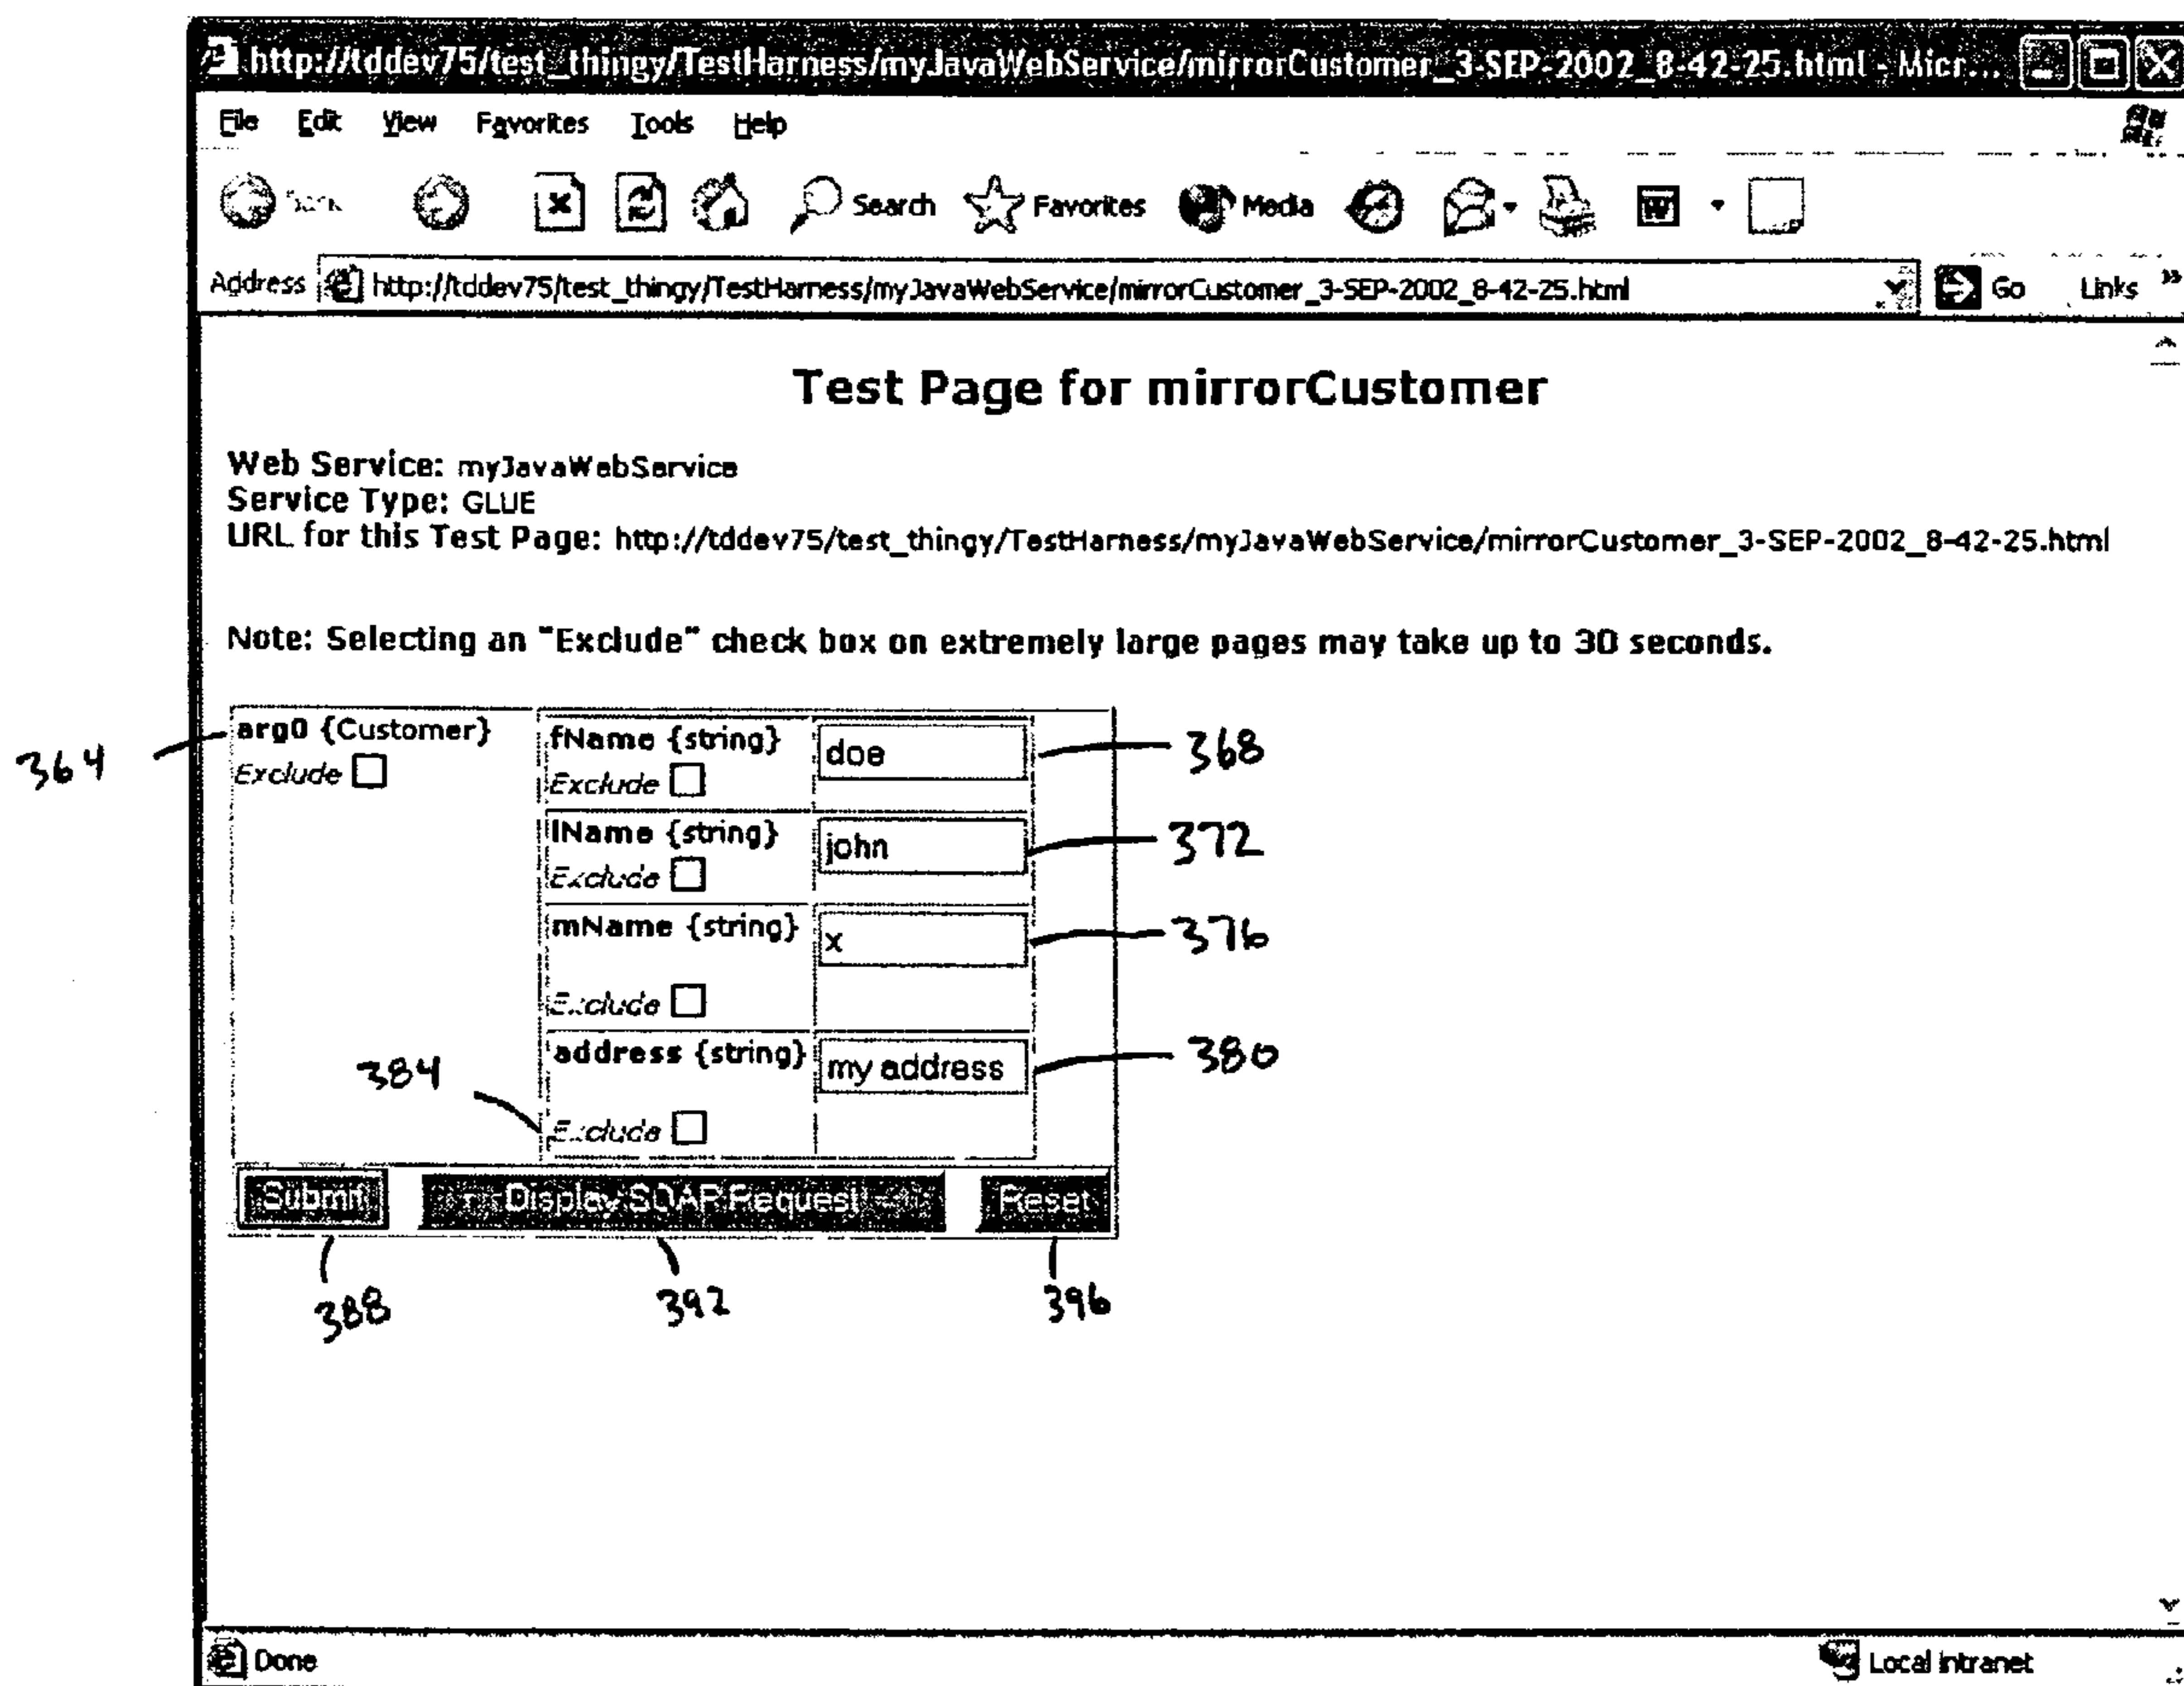 http://tddev75/test_thingy/TestHarness/myJavaWebService/mirrorCustomer_3-SEP-2002_8-42-25.html - Micr...
File Edit View Favorites Tools Help
Back Search Favorites Media
Address http://tddev75/test_thingy/TestHarness/myJavaWebService/mirrorCustomer_3-SEP-2002_8-42-25.html Go Links »
Test Page for mirrorCustomer
Web Service: myJavaWebService
Service Type: GLUE
URL for this Test Page: http://tddev75/test_thingy/TestHarness/myJavaWebService/mirrorCustomer_3-SEP-2002_8-42-25.html
Note: Selecting an "Exclude" check box on extremely large pages may take up to 30 seconds.
364 arg0 {Customer} fName {string} doe 368
Exclude Exclude
lName {string} john 372
Exclude
mName {string} x 376
Exclude
address {string} my address 380
384
Exclude
Submit Display SOAP Request Reset
388 392 396
Done Local intranet